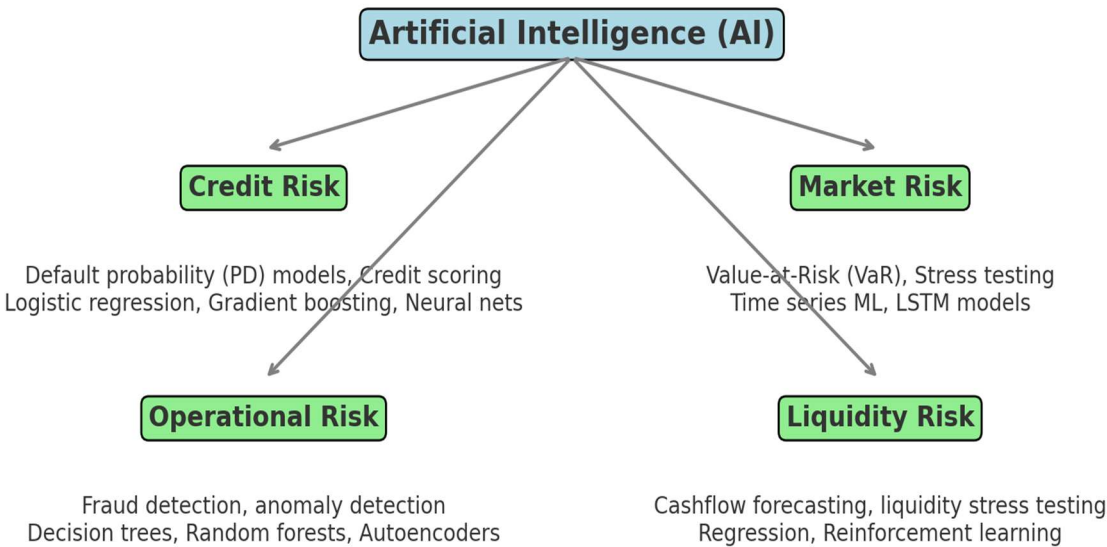 Artificial Intelligence (AI)
Credit Risk
Default probability (PD) models, Credit scoring
Logistic regression, Gradient boosting, Neural nets
Market Risk
Value-at-Risk (VaR), Stress testing
Time series ML, LSTM models
Operational Risk
Fraud detection, anomaly detection
Decision trees, Random forests, Autoencoders
Liquidity Risk
Cashflow forecasting, liquidity stress testing
Regression, Reinforcement learning